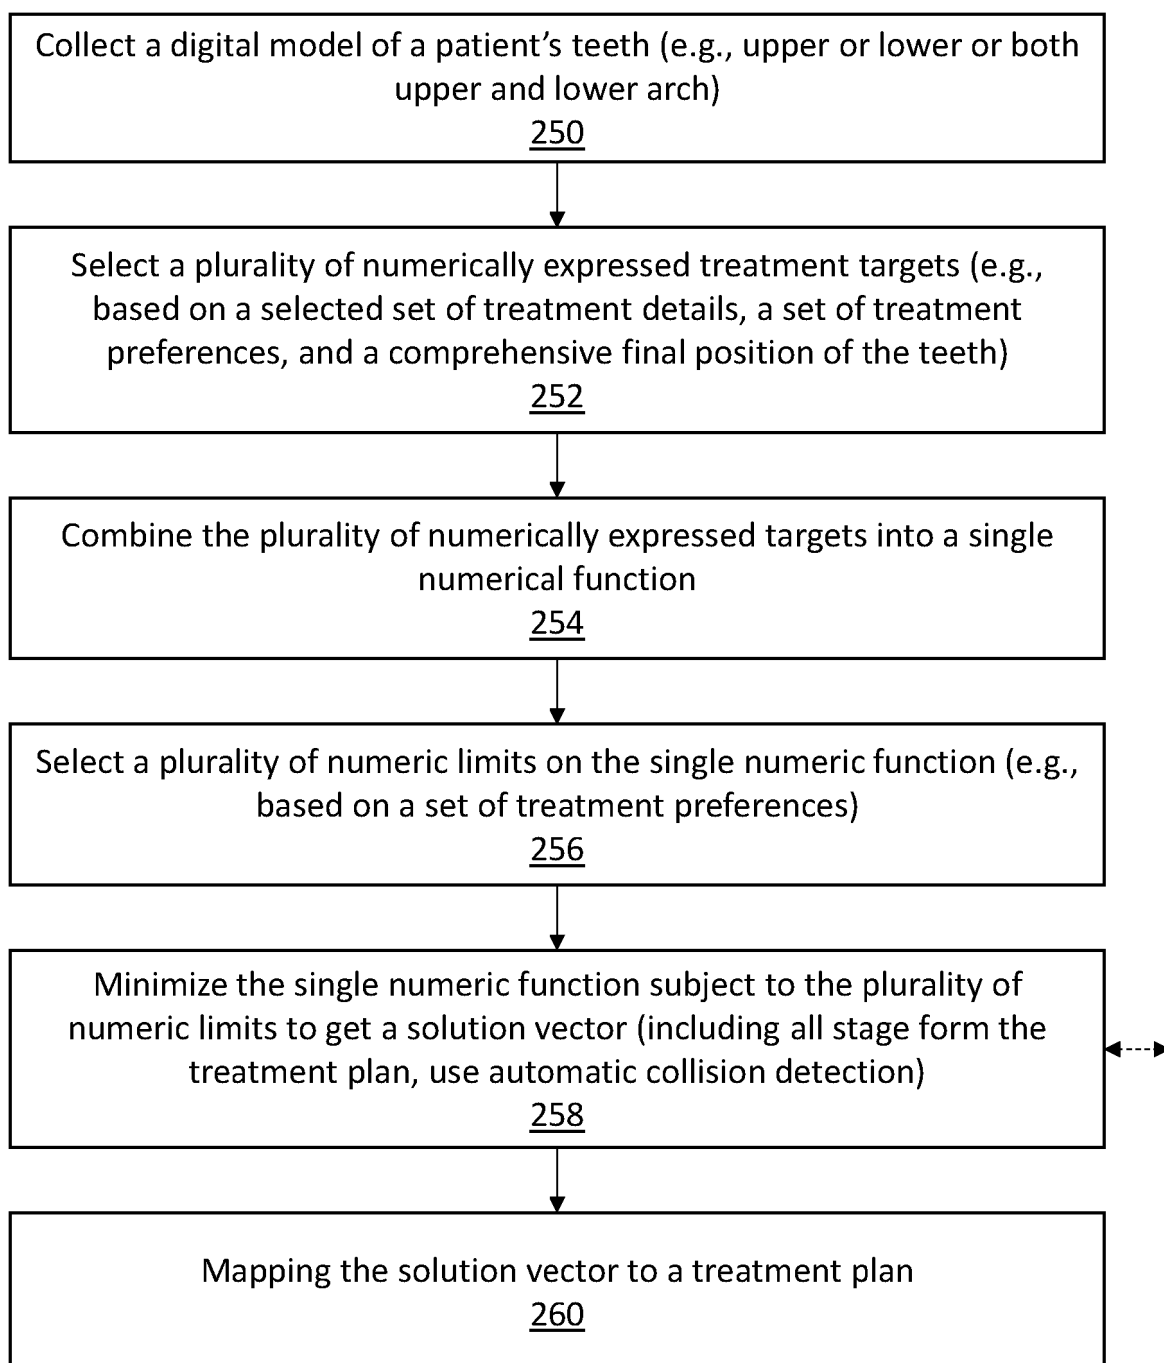 Collect a digital model of a patient’s teeth (e.g., upper or lower or both
upper and lower arch)
250
Select a plurality of numerically expressed treatment targets (e.g.,
based on a selected set of treatment details, a set of treatment
preferences, and a comprehensive final position of the teeth)
252
Combine the plurality of numerically expressed targets into a single
numerical function
254
Select a plurality of numeric limits on the single numeric function (e.g.,
based on a set of treatment preferences)
256
Minimize the single numeric function subject to the plurality of
numeric limits to get a solution vector (including all stage form the
treatment plan, use automatic collision detection)
258
Mapping the solution vector to a treatment plan
260